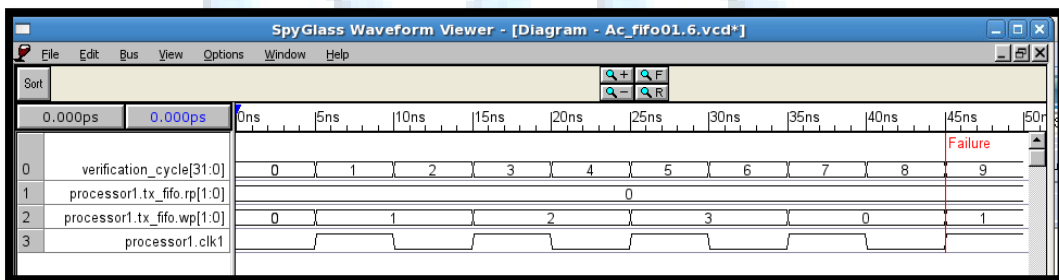 SpyGlass Waveform Viewer - [Diagram - Ac_fifo01.6.vcd*]
File Edit Bus View Options Window Help
Sort
+ F
- R
0.000ps 0.000ps 0ns 5ns 10ns 15ns 20ns 25ns 30ns 35ns 40ns 45ns 50n
Failure
0 verification_cycle[31:0] 0 1 2 3 4 5 6 7 8 9
1 processor1.tx_fifo.rp[1:0] 0
2 processor1.tx_fifo.wp[1:0] 0 1 2 3 0 1
3 processor1.clk1